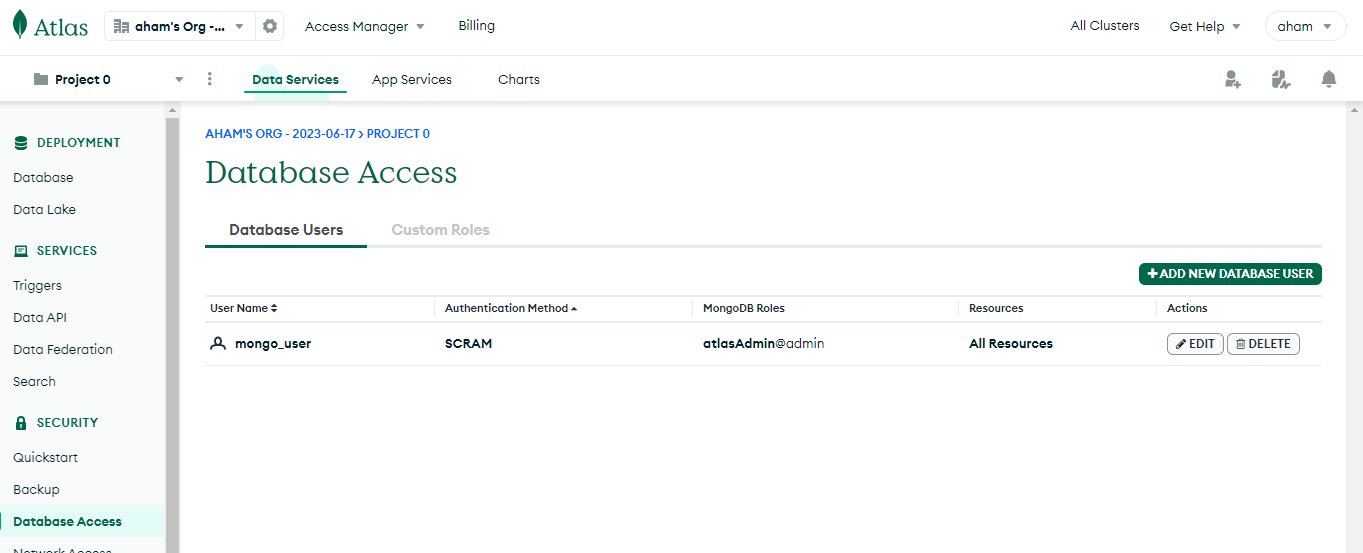 Atlas
aham's Org -...
Access Manager
Billing
All Clusters
Get Help
aham
Project 0
Data Services
App Services
Charts
DEPLOYMENT
Database
Data Lake
SERVICES
Triggers
Data API
Data Federation
Search
SECURITY
Quickstart
Backup
Database Access
Network Access
AHAM'S ORG - 2023-06-17 > PROJECT 0
Database Access
Database Users
Custom Roles
+ ADD NEW DATABASE USER
User Name
Authentication Method
MongoDB Roles
Resources
Actions
mongo_user
SCRAM
atlasAdmin@admin
All Resources
EDIT
DELETE